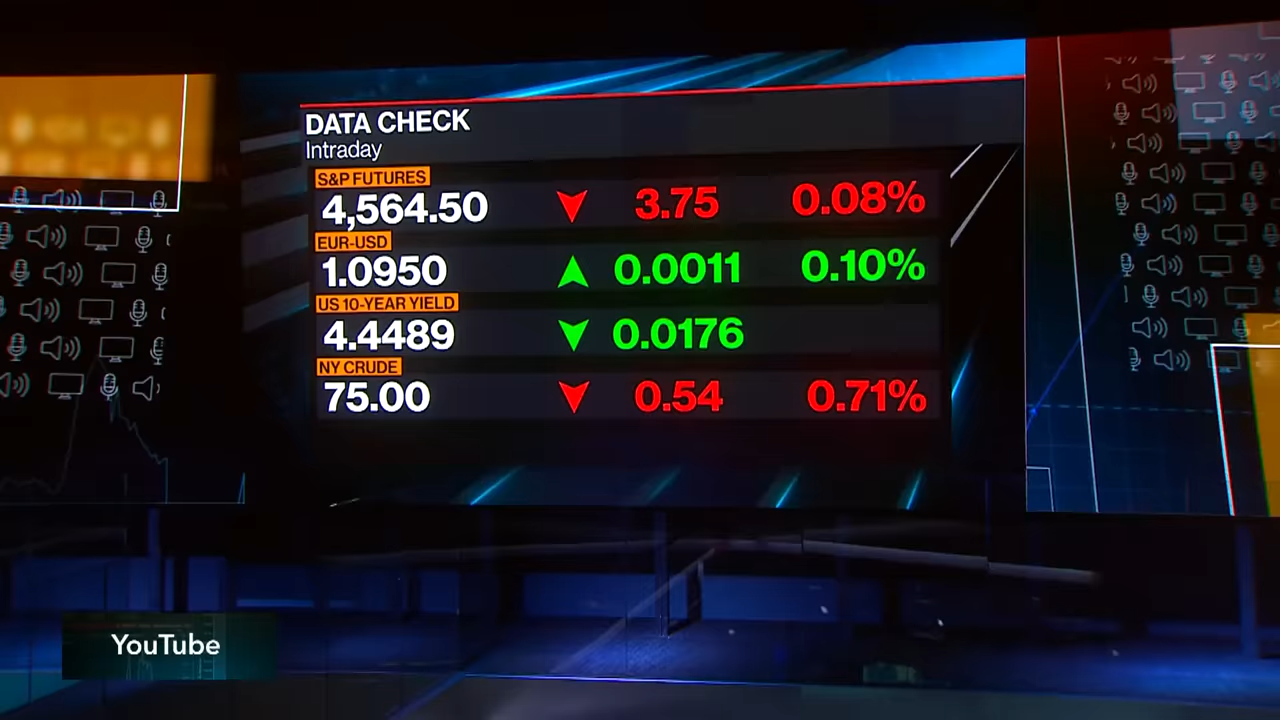 DATA CHECK
Intraday
S&P FUTURES
4,564.50 3.75 0.08%
EUR-USD
1.0950 0.0011 0.10%
US 10-YEAR YIELD
4.4489 0.0176
NY CRUDE
75.00 0.54 0.71%
YouTube